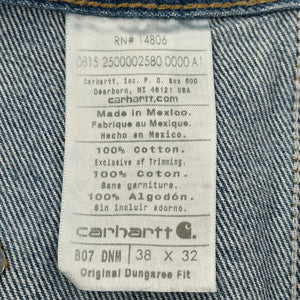 RN# 14806
0815 2500002580 0000 A1
Carhartt, Inc. P. O. Box 600
Dearborn, MI 48121 USA
carhartt.com
Made in Mexico.
Fabrique au Mexique.
Hecho en Mexico.
100% Cotton.
Exclusive of Trimming.
100% Coton.
Sans garniture.
100% Algodón.
Sin incluir adorno.
carhartt
807 DNM 38 X 32
Original Dungaree Fit